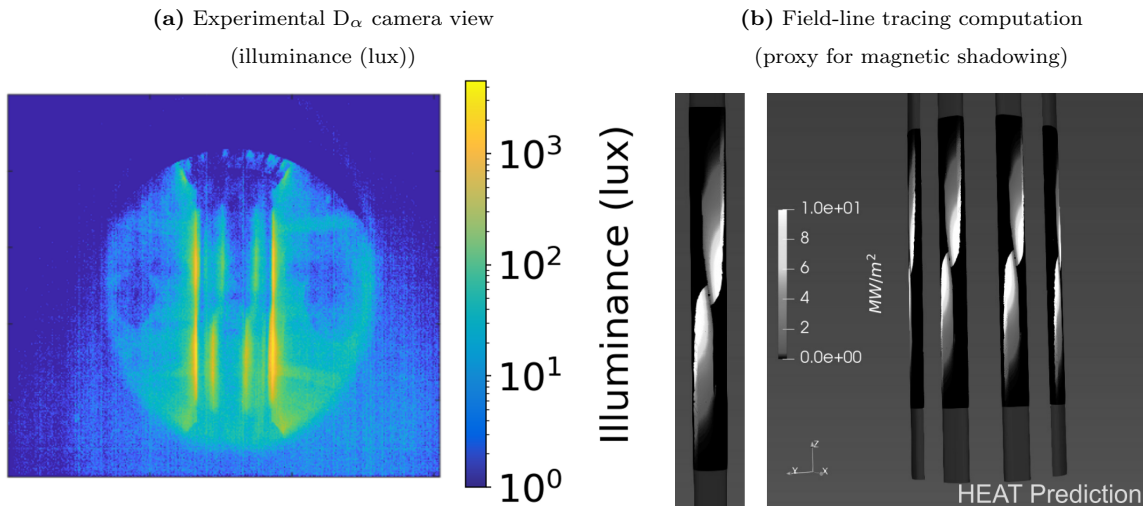 (a) Experimental Dα camera view
(illuminance (lux))
10³
10²
10¹
10⁰
Illuminance (lux)
(b) Field-line tracing computation
(proxy for magnetic shadowing)
1.0e+01
8
6
4
2
0.0e+00
MW/m²
Z
Y
X
HEAT Prediction